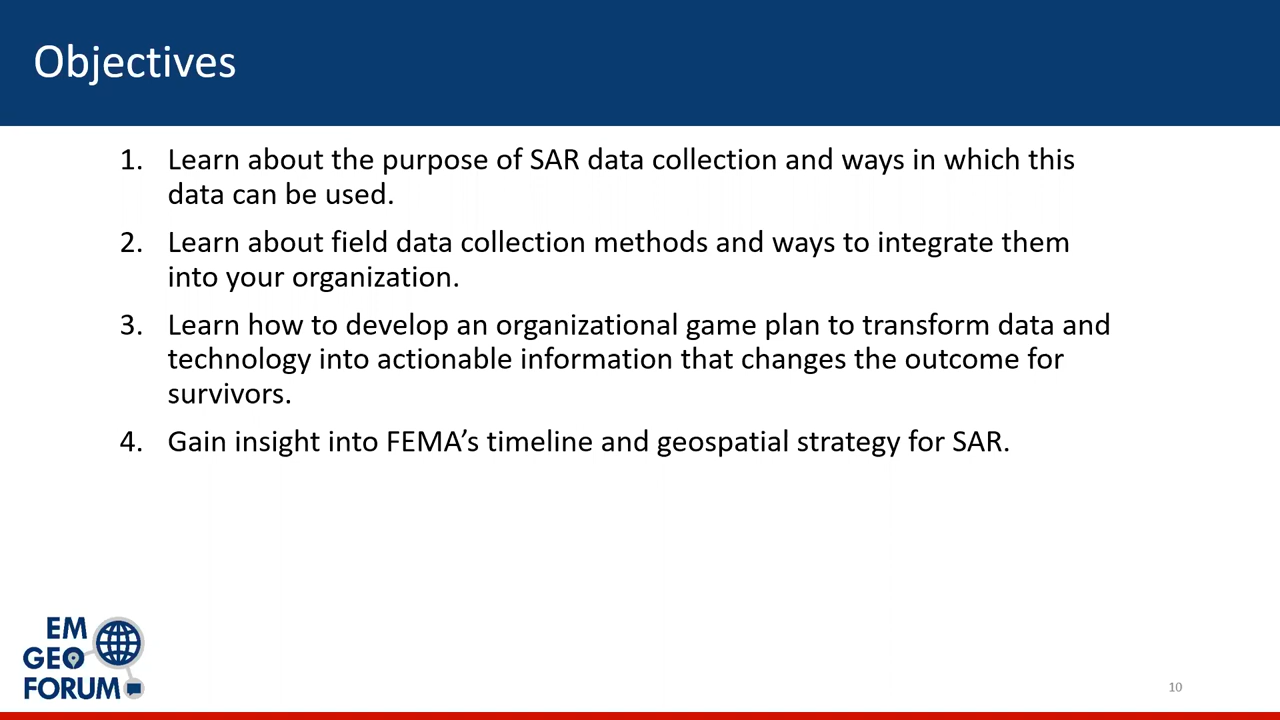 Objectives
1. Learn about the purpose of SAR data collection and ways in which this
data can be used.
2. Learn about field data collection methods and ways to integrate them
into your organization.
3. Learn how to develop an organizational game plan to transform data and
technology into actionable information that changes the outcome for
survivors.
4. Gain insight into FEMA’s timeline and geospatial strategy for SAR.
EM
GEO
FORUM
10